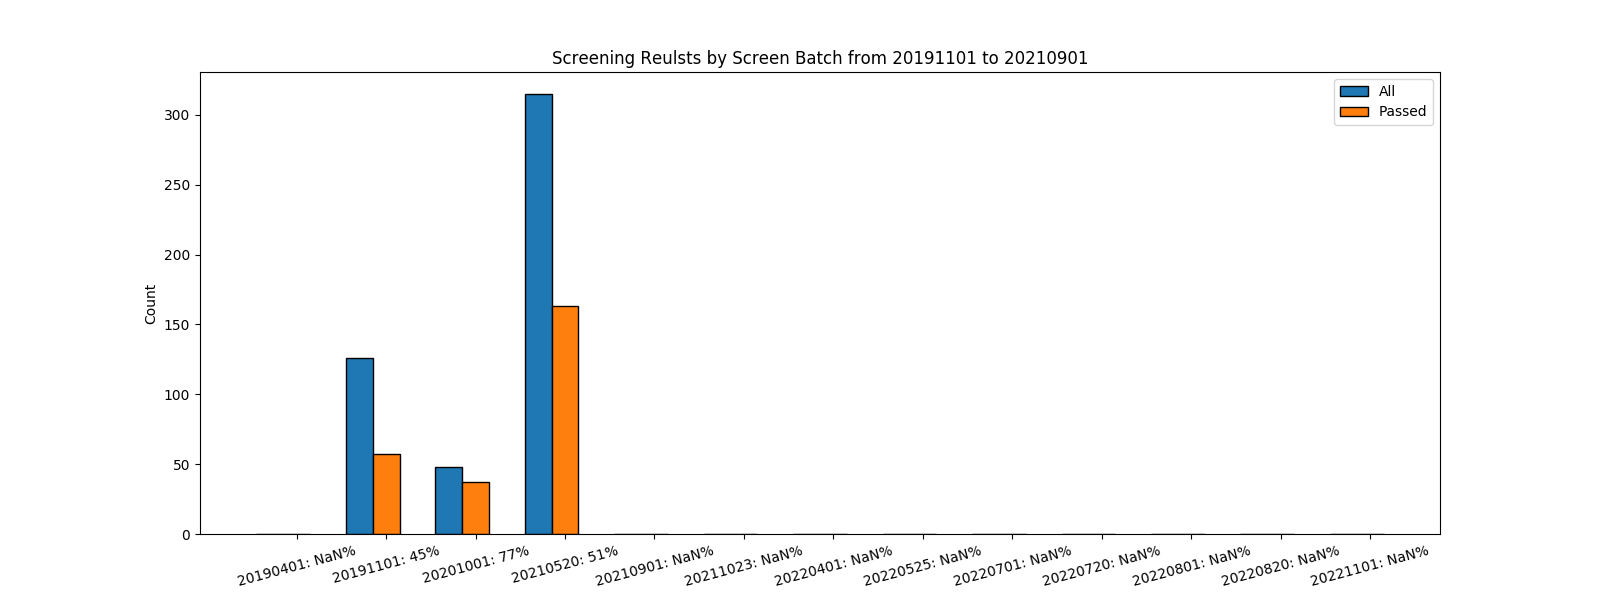 Screening Reulsts by Screen Batch from 20191101 to 20210901
All
Passed
Count
300
250
200
150
100
50
0
20190401: NaN%
20191101: 45%
20201001: 77%
20210520: 51%
20210901: NaN%
20211023: NaN%
20220401: NaN%
20220525: NaN%
20220701: NaN%
20220720: NaN%
20220801: NaN%
20220820: NaN%
20221101: NaN%